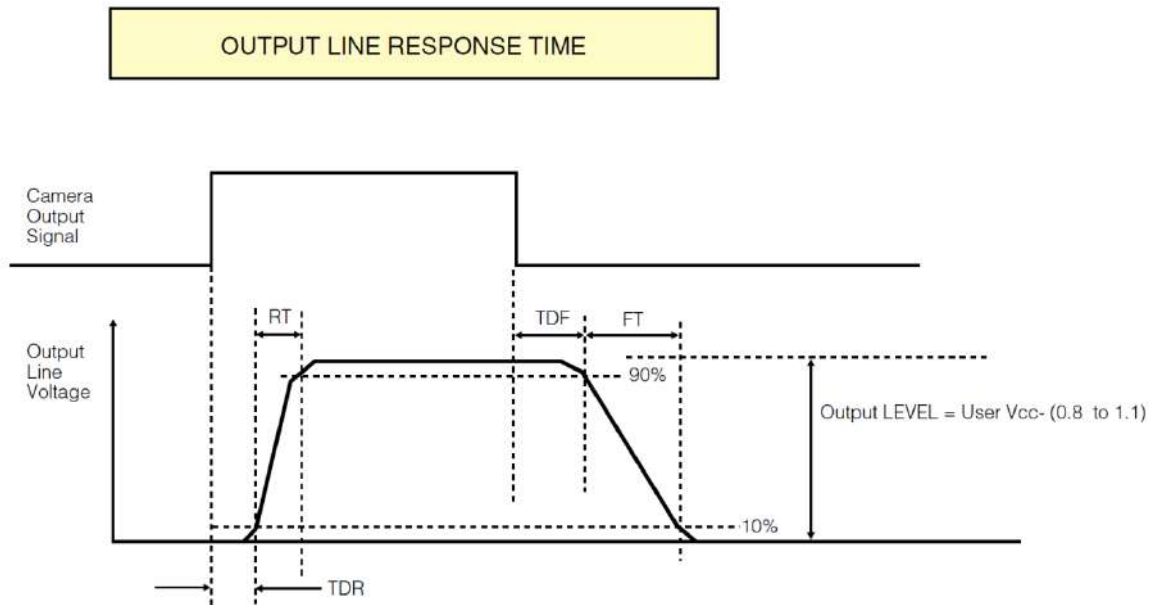 OUTPUT LINE RESPONSE TIME
Camera
Output
Signal
RT
TDF
FT
Output
Line
Voltage
90%
Output LEVEL = User Vcc- (0.8 to 1.1)
10%
TDR